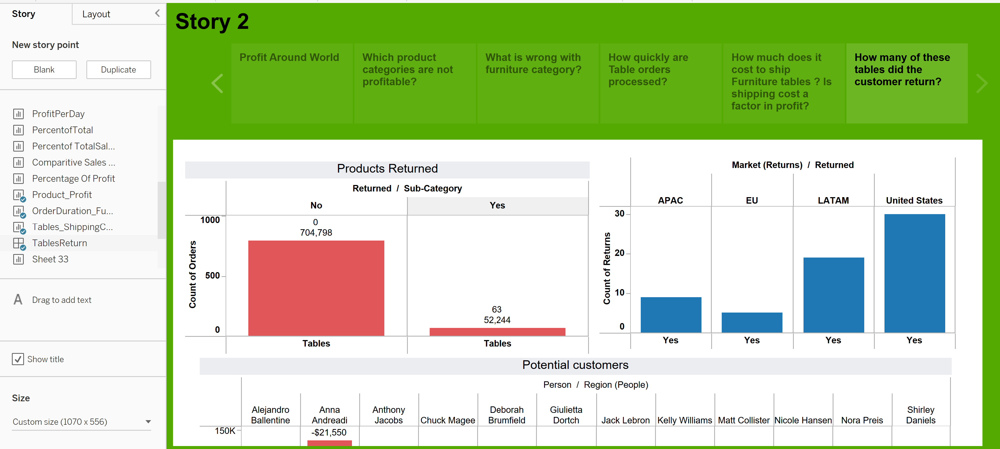 Story
Layout
New story point
Blank
Duplicate
ProfitPerDay
PercentofTotal
Percentof TotalSal...
Comparitive Sales ...
Percentage Of Profit
Product_Profit
OrderDuration_Fu...
Tables_ShippingC...
TablesReturn
Sheet 33
A
Drag to add text
Show title
Size
Custom size (1070 x 556)
Story 2
Profit Around World
Which product
categories are not
profitable?
What is wrong with
furniture category?
How quickly are
Table orders
processed?
How much does it
cost to ship
Furniture tables ? Is
shipping cost a
factor in profit?
How many of these
tables did the
customer return?
Products Returned
Returned / Sub-Category
No
Yes
Count of Orders
1000
500
0
0
704,798
63
52,244
Tables
Tables
Market (Returns) / Returned
APAC
EU
LATAM
United States
Count of Returns
30
20
10
0
Yes
Yes
Yes
Yes
Potential customers
Person / Region (People)
Alejandro
Ballentine
Anna
Andreadi
Anthony
Jacobs
Chuck Magee
Deborah
Brumfield
Giulietta
Dortch
Jack Lebron
Kelly Williams
Matt Collister
Nicole Hansen
Nora Preis
Shirley
Daniels
150K
-$21,550